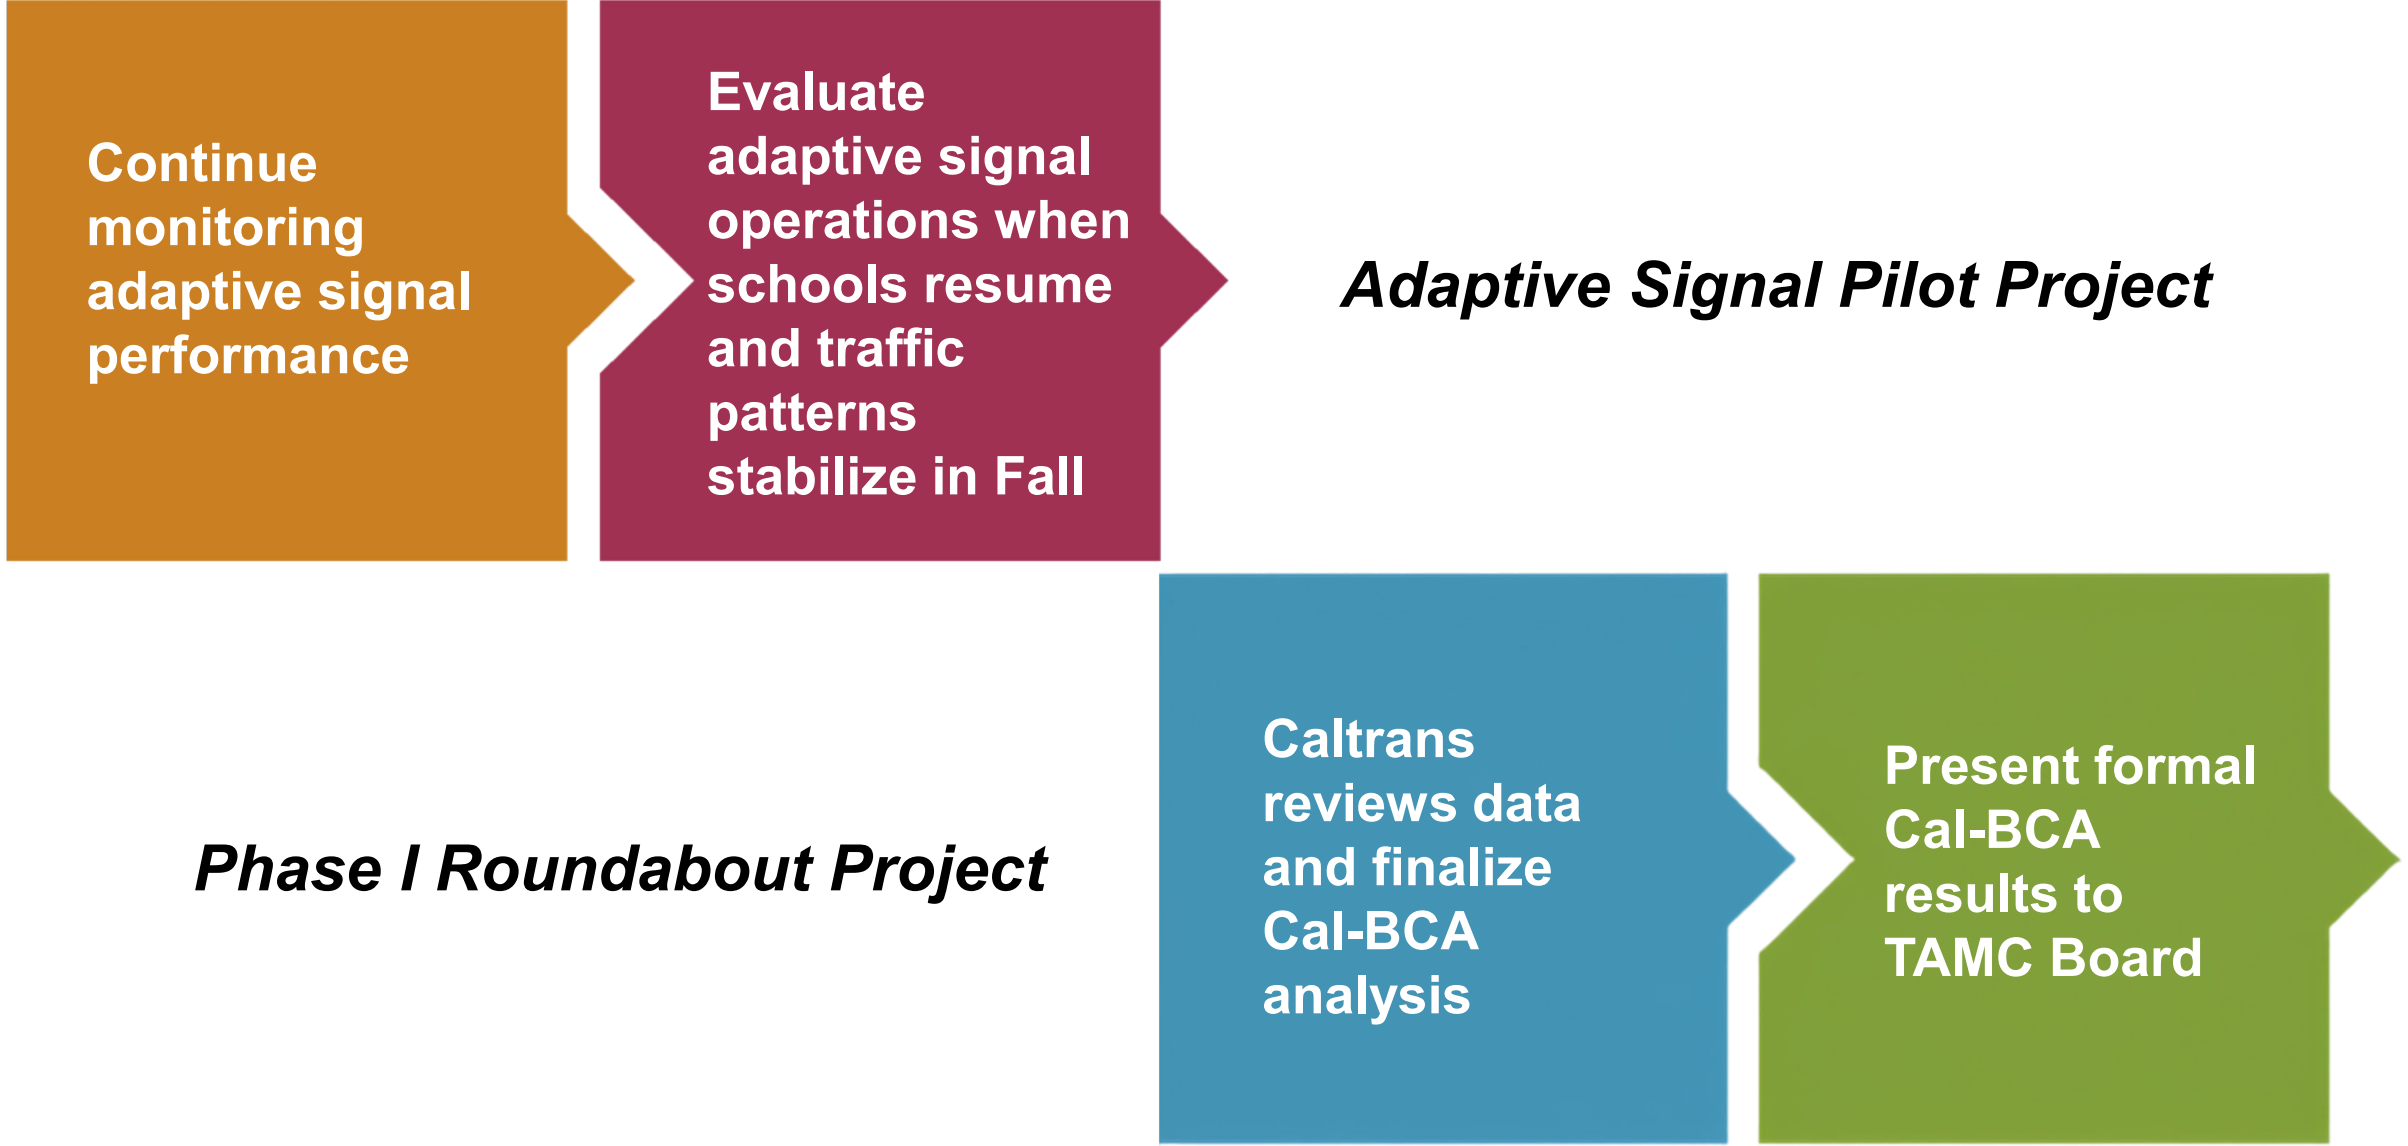 Continue
monitoring
adaptive signal
performance
Evaluate
adaptive signal
operations when
schools resume
and traffic
patterns
stabilize in Fall
Adaptive Signal Pilot Project
Phase I Roundabout Project
Caltrans
reviews data
and finalize
Cal-BCA
analysis
Present formal
Cal-BCA
results to
TAMC Board